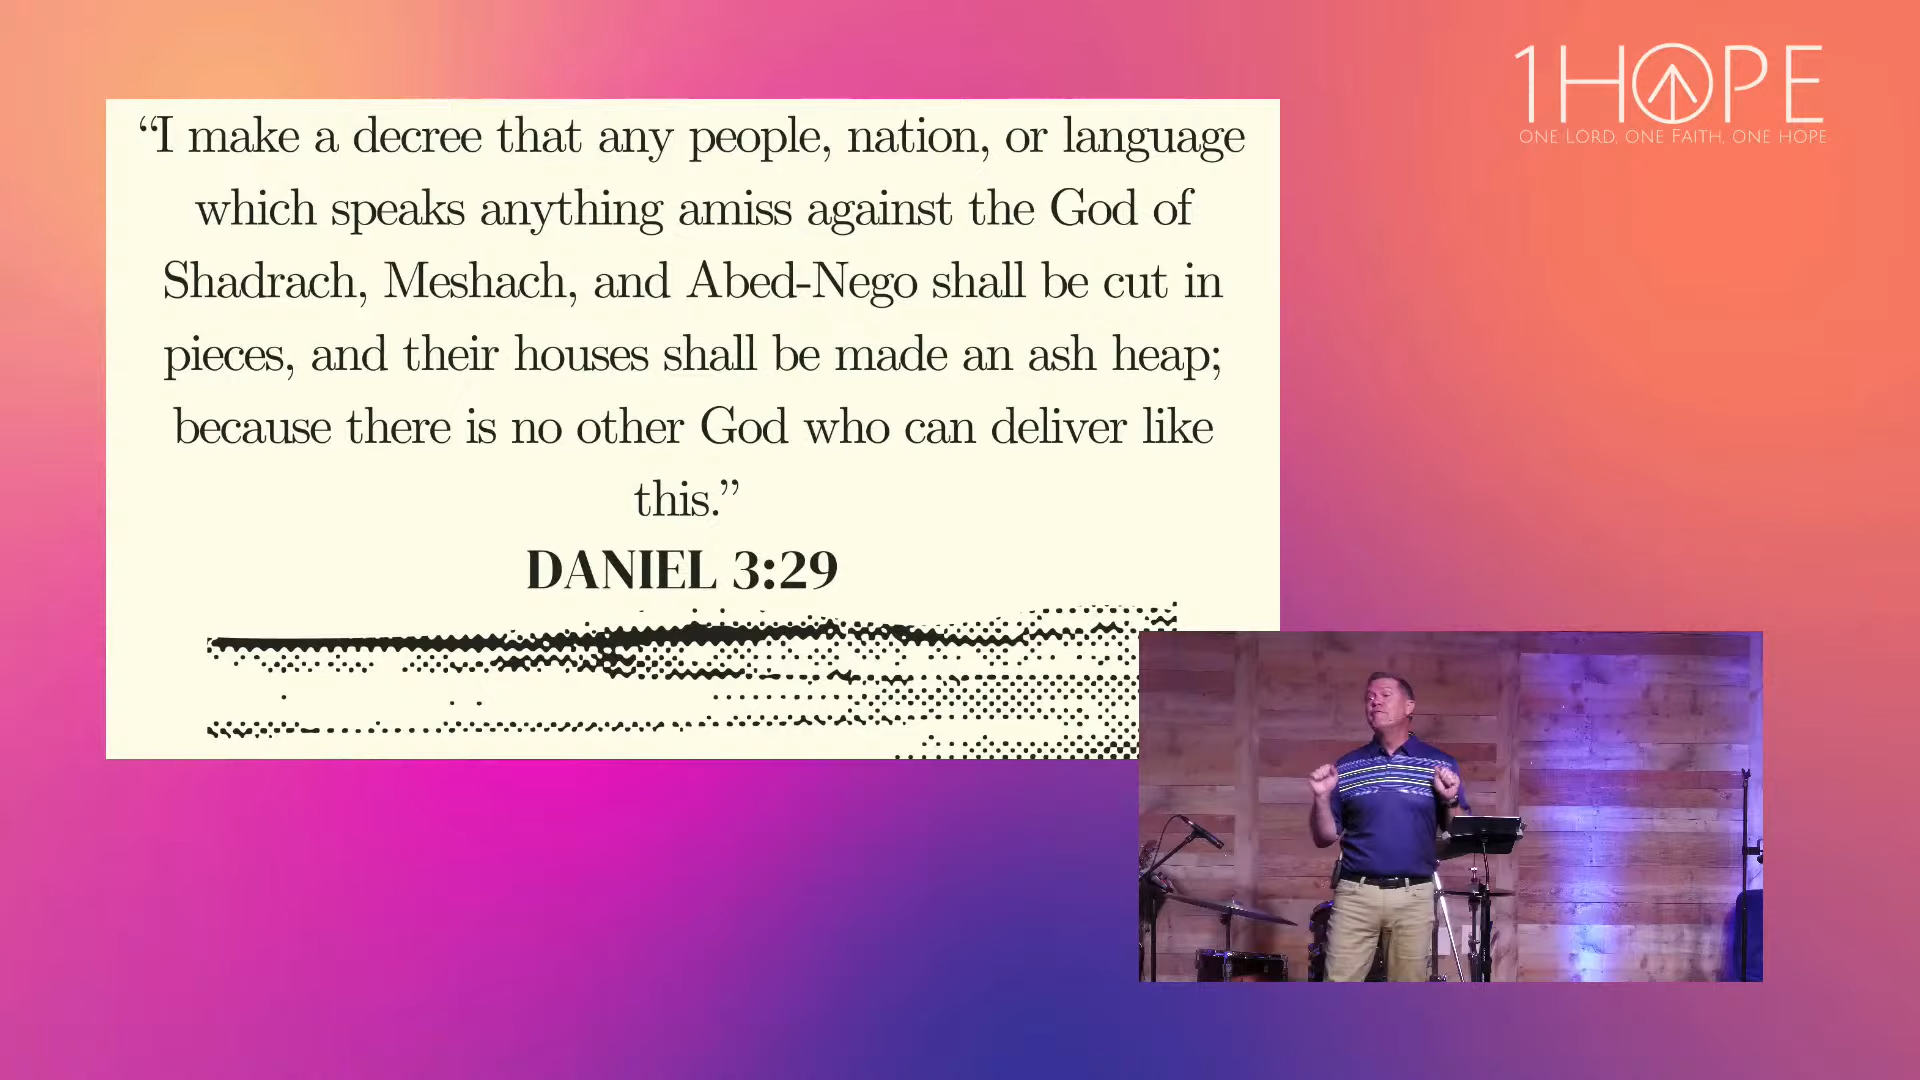 1HOPE
ONE LORD, ONE FAITH, ONE HOPE
“I make a decree that any people, nation, or language
which speaks anything amiss against the God of
Shadrach, Meshach, and Abed-Nego shall be cut in
pieces, and their houses shall be made an ash heap;
because there is no other God who can deliver like
this.”
DANIEL 3:29